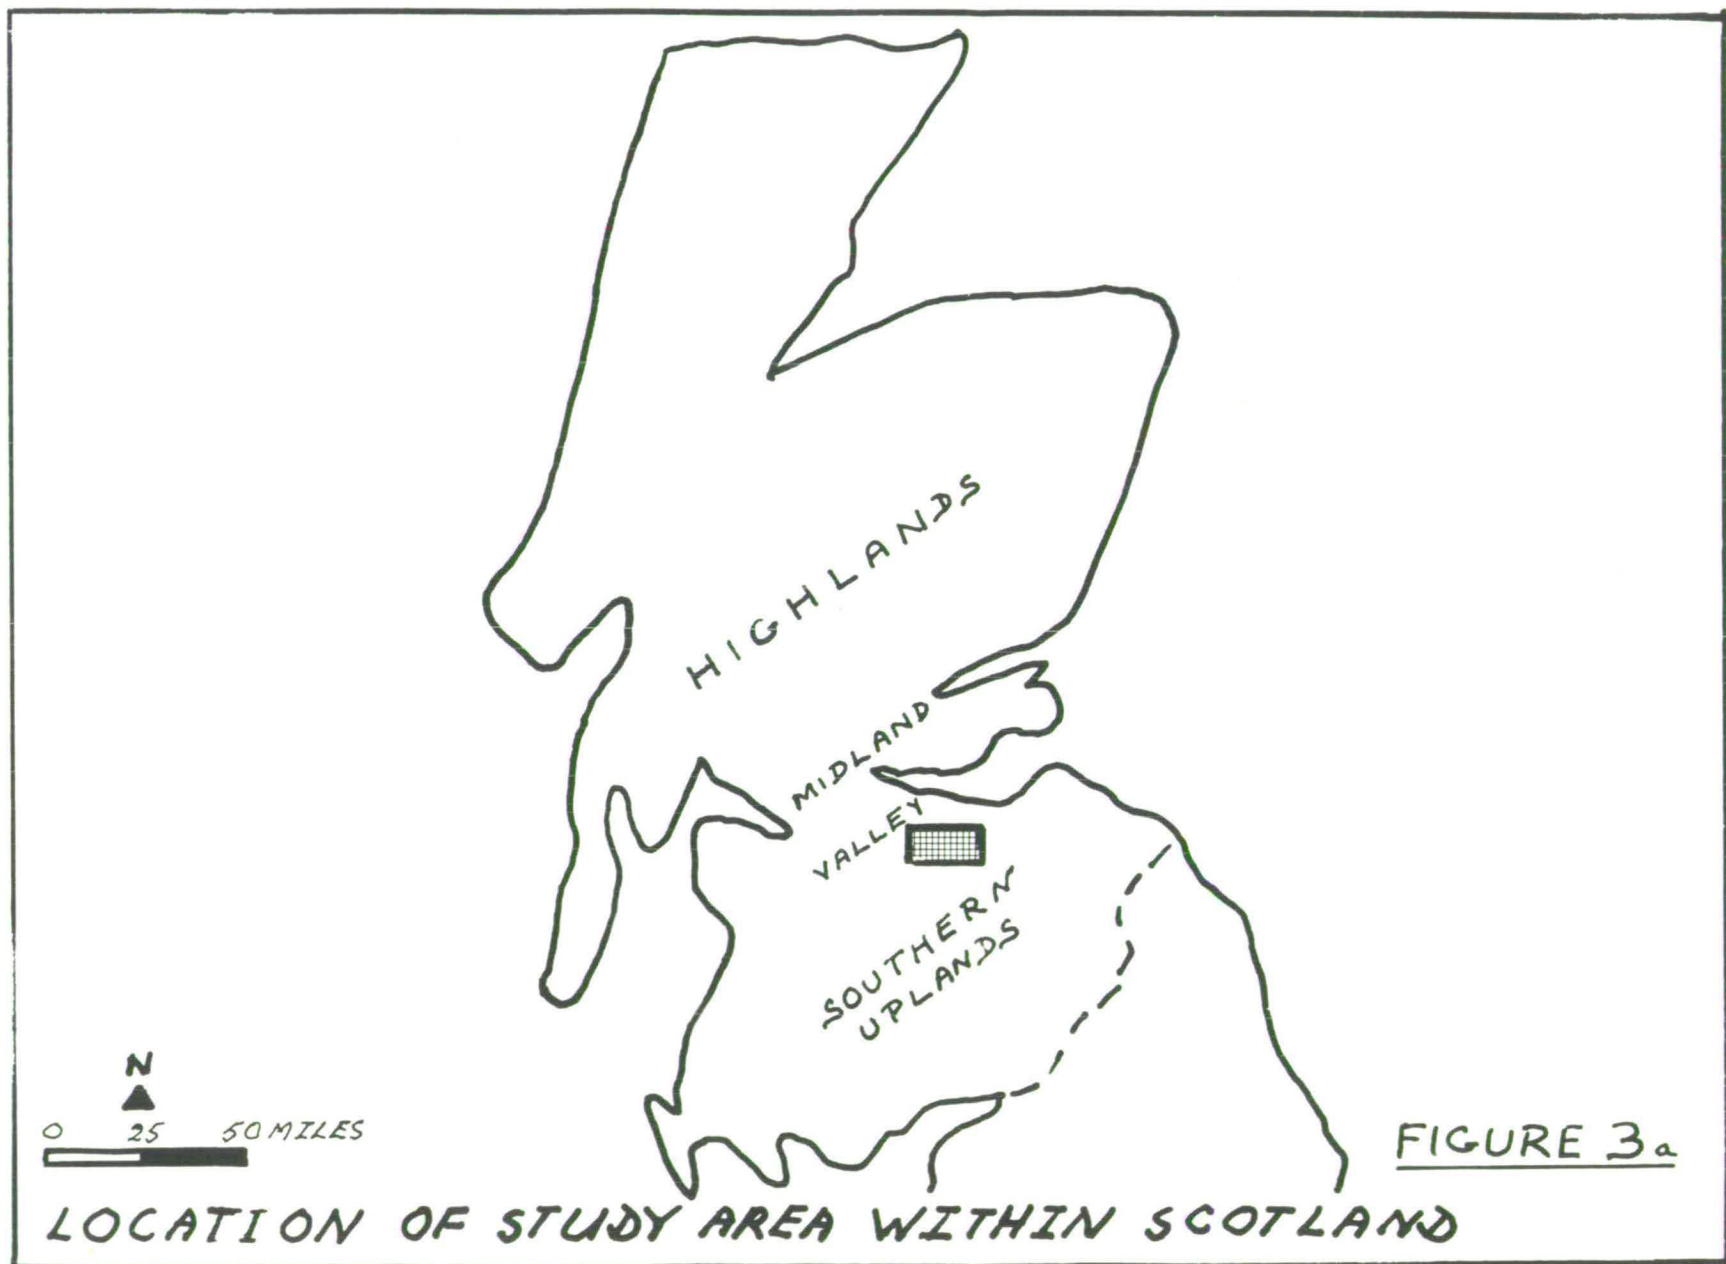 HIGHLANDS
MIDLAND
VALLEY
SOUTHERN
UPLANDS
N
0 25 50 MILES
FIGURE 3a
LOCATION OF STUDY AREA WITHIN SCOTLAND